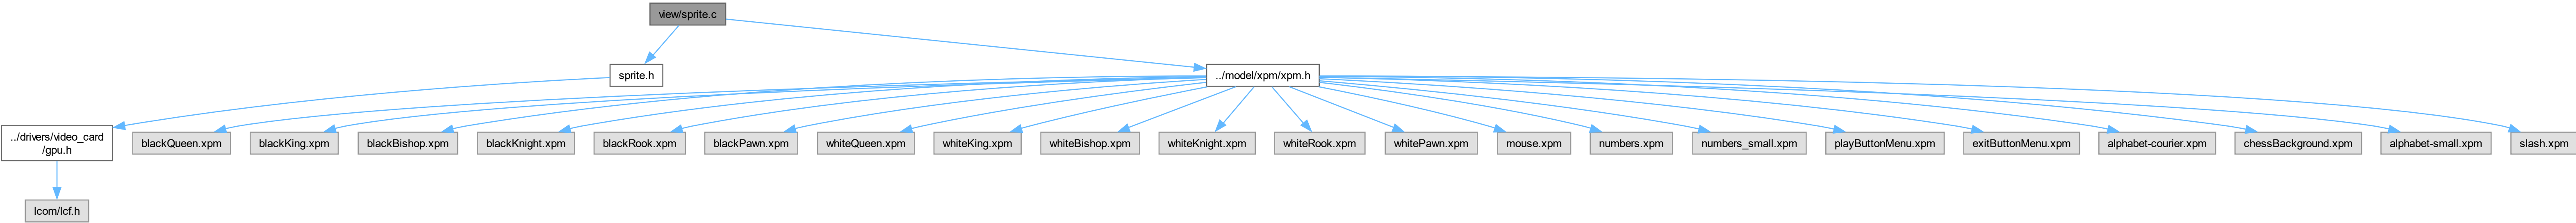 view/sprite.c
sprite.h
../model/xpm/xpm.h
../drivers/video_card
/gpu.h
blackQueen.xpm
blackKing.xpm
blackBishop.xpm
blackKnight.xpm
blackRook.xpm
blackPawn.xpm
whiteQueen.xpm
whiteKing.xpm
whiteBishop.xpm
whiteKnight.xpm
whiteRook.xpm
whitePawn.xpm
mouse.xpm
numbers.xpm
numbers_small.xpm
playButtonMenu.xpm
exitButtonMenu.xpm
alphabet-courier.xpm
chessBackground.xpm
alphabet-small.xpm
slash.xpm
lcom/lcf.h